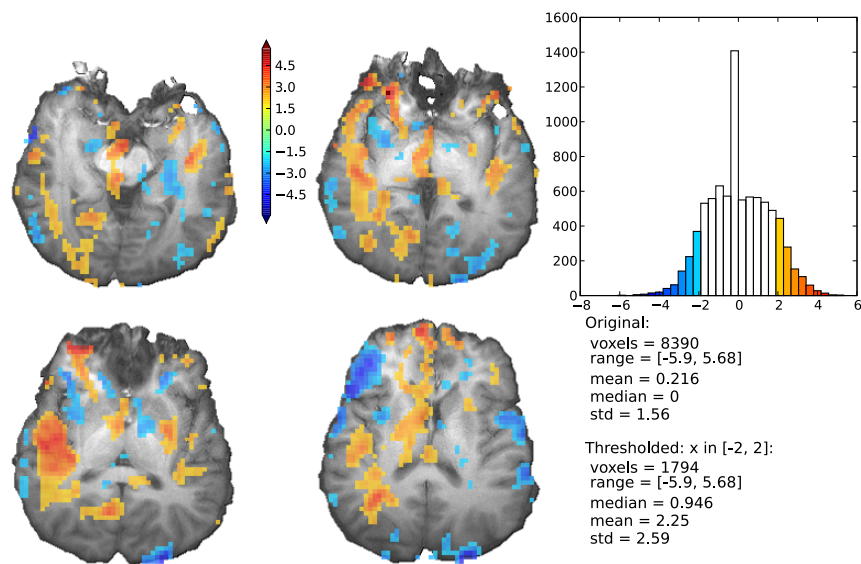 4.5
3.0
1.5
0.0
−1.5
−3.0
−4.5
1600
1400
1200
1000
800
600
400
200
0
−8 −6 −4 −2 0 2 4 6
Original:
voxels = 8390
range = [-5.9, 5.68]
mean = 0.216
median = 0
std = 1.56
Thresholded: x in [-2, 2]:
voxels = 1794
range = [-5.9, 5.68]
median = 0.946
mean = 2.25
std = 2.59